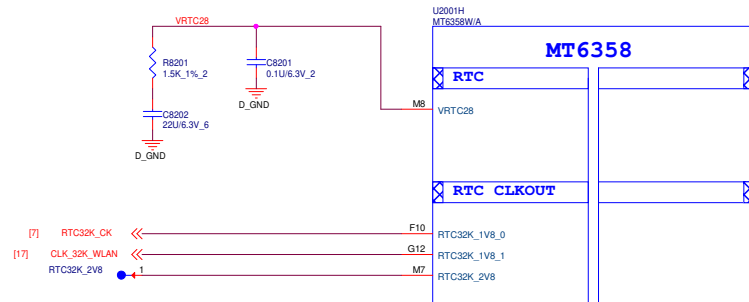 U2001H
MT6358W/A
VRTC28
MT6358
R8201
1.5K_1%_2
C8201
0.1U/6.3V_2
RTC
D_GND
M8
VRTC28
C8202
22U/6.3V_6
D_GND
RTC CLKOUT
[7] RTC32K_CK F10 RTC32K_1V8_0
[17] CLK_32K_WLAN G12 RTC32K_1V8_1
RTC32K_2V8 1 M7 RTC32K_2V8